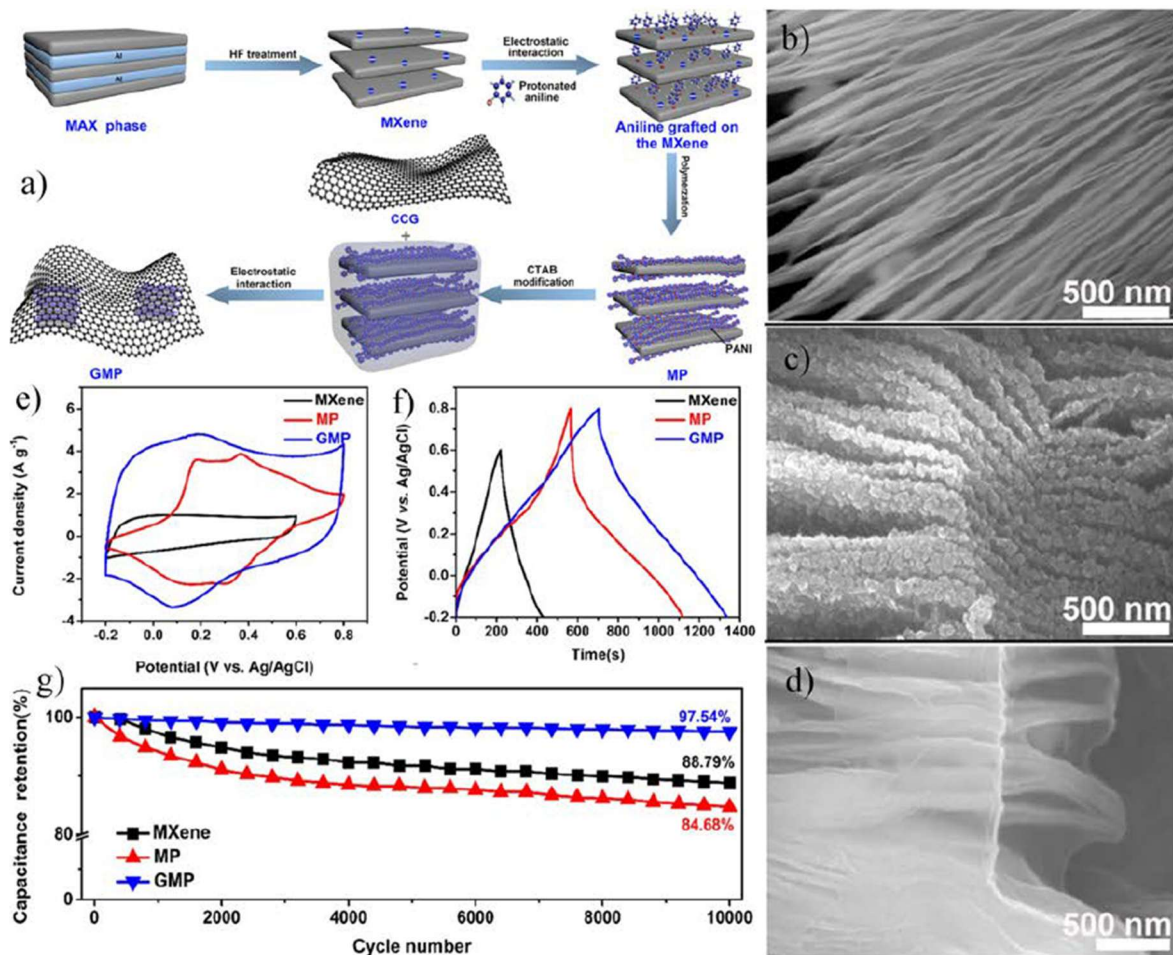 a)
Al
Al
MAX phase
HF treatment
MXene
Electrostatic
interaction
Protonated
aniline
Aniline grafted on
the MXene
Polymerzation
CCG
+
GMP
Electrostatic
interaction
CTAB
modification
PANI
MP
b)
500 nm
c)
500 nm
d)
500 nm
e)
Current density (A g⁻¹)
6
4
2
0
-2
-4
-0.2
0.0
0.2
0.4
0.6
0.8
MXene
MP
GMP
Potential (V vs. Ag/AgCl)
f)
Potential (V vs. Ag/AgCl)
0.8
0.6
0.4
0.2
0.0
-0.2
0
200
400
600
800
1000
1200
1400
MXene
MP
GMP
Time(s)
g)
Capacitance retention(%)
100
80
0
97.54%
88.79%
84.68%
MXene
MP
GMP
0
2000
4000
6000
8000
10000
Cycle number